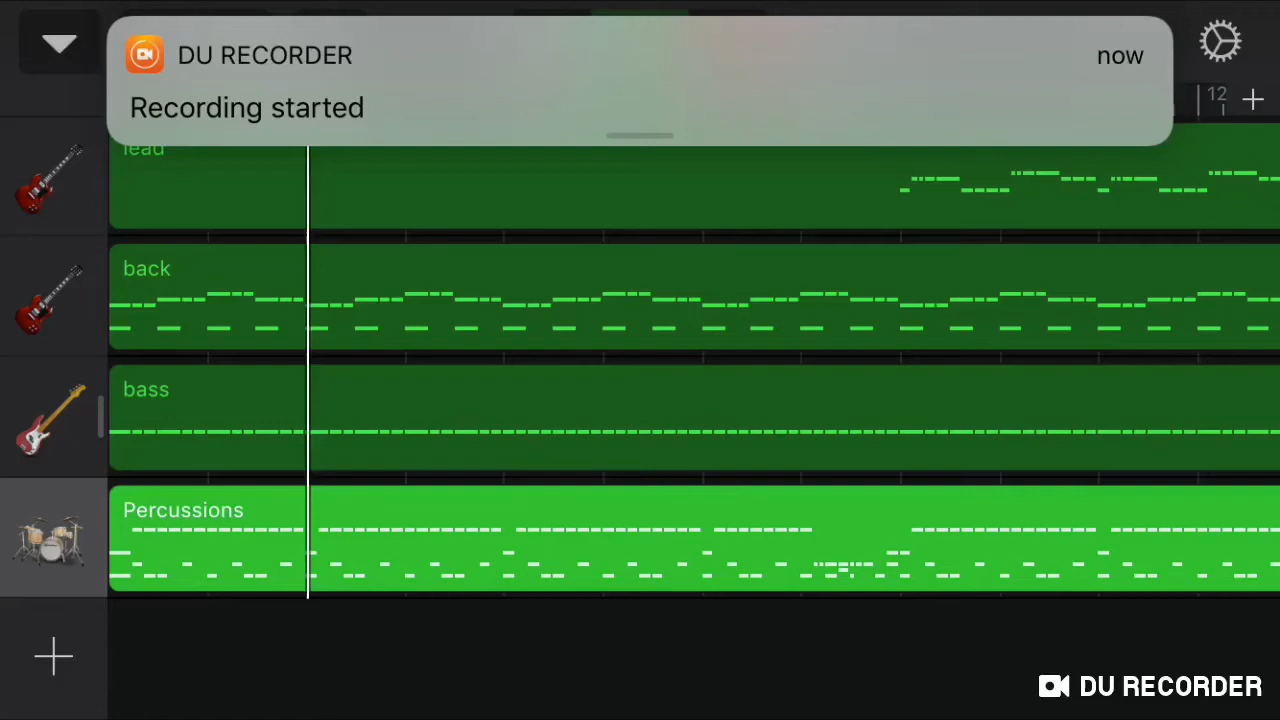 DU RECORDER
now
Recording started
12
lead
back
bass
Percussions
DU RECORDER